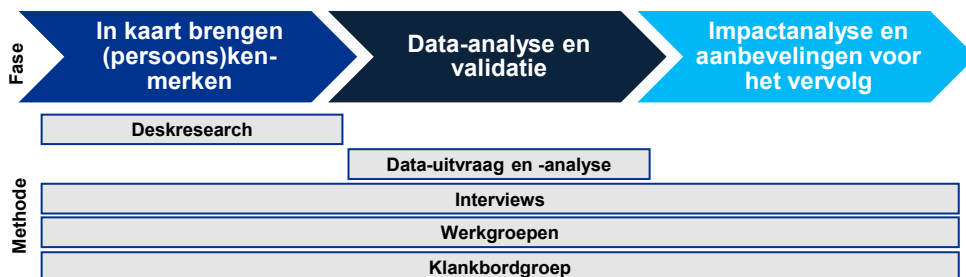 Fase
In kaart brengen
(persoons)ken-
merken
Data-analyse en
validatie
Impactanalyse en
aanbevelingen voor
het vervolg
Methode
Deskresearch
Data-uitvraag en -analyse
Interviews
Werkgroepen
Klankbordgroep